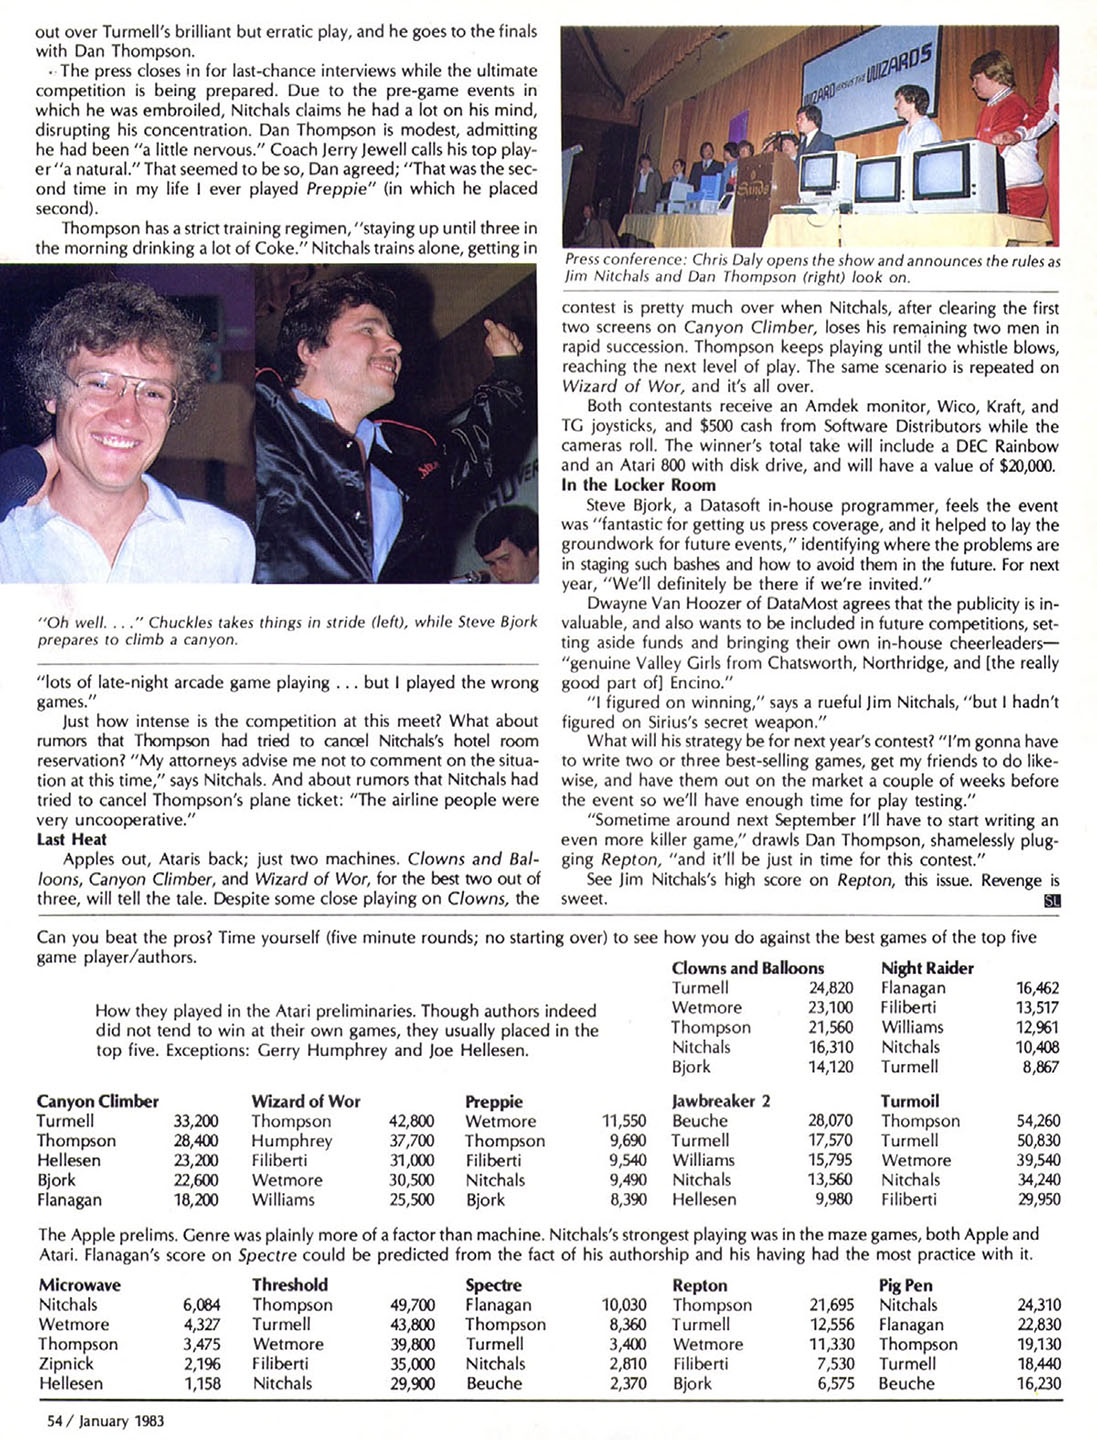 out over Turmell's brilliant but erratic play, and he goes to the finals
with Dan Thompson.
The press closes in for last-chance interviews while the ultimate
competition is being prepared. Due to the pre-game events in
which he was embroiled, Nitchals claims he had a lot on his mind,
disrupting his concentration. Dan Thompson is modest, admitting
he had been "a little nervous." Coach Jerry Jewell calls his top play-
er "a natural." That seemed to be so, Dan agreed; "That was the sec-
ond time in my life I ever played Preppie" (in which he placed
second).
Thompson has a strict training regimen, "staying up until three in
the morning drinking a lot of Coke." Nitchals trains alone, getting in
"Oh well. . . ." Chuckles takes things in stride (left), while Steve Bjork
prepares to climb a canyon.
"lots of late-night arcade game playing . . . but I played the wrong
games."
Just how intense is the competition at this meet? What about
rumors that Thompson had tried to cancel Nitchals's hotel room
reservation? "My attorneys advise me not to comment on the situa-
tion at this time," says Nitchals. And about rumors that Nitchals had
tried to cancel Thompson's plane ticket: "The airline people were
very uncooperative."
Last Heat
Apples out, Ataris back; just two machines. Clowns and Bal-
loons, Canyon Climber, and Wizard of Wor, for the best two out of
three, will tell the tale. Despite some close playing on Clowns, the
WIZARD VERSUS THE WIZARDS
Sands
Press conference: Chris Daly opens the show and announces the rules as
Jim Nitchals and Dan Thompson (right) look on.
contest is pretty much over when Nitchals, after clearing the first
two screens on Canyon Climber, loses his remaining two men in
rapid succession. Thompson keeps playing until the whistle blows,
reaching the next level of play. The same scenario is repeated on
Wizard of Wor, and it's all over.
Both contestants receive an Amdek monitor, Wico, Kraft, and
TG joysticks, and $500 cash from Software Distributors while the
cameras roll. The winner's total take will include a DEC Rainbow
and an Atari 800 with disk drive, and will have a value of $20,000.
In the Locker Room
Steve Bjork, a Datasoft in-house programmer, feels the event
was "fantastic for getting us press coverage, and it helped to lay the
groundwork for future events," identifying where the problems are
in staging such bashes and how to avoid them in the future. For next
year, "We'll definitely be there if we're invited."
Dwayne Van Hoozer of DataMost agrees that the publicity is in-
valuable, and also wants to be included in future competitions, set-
ting aside funds and bringing their own in-house cheerleaders—
"genuine Valley Girls from Chatsworth, Northridge, and [the really
good part of] Encino."
"I figured on winning," says a rueful Jim Nitchals, "but I hadn't
figured on Sirius's secret weapon."
What will his strategy be for next year's contest? "I'm gonna have
to write two or three best-selling games, get my friends to do like-
wise, and have them out on the market a couple of weeks before
the event so we'll have enough time for play testing."
"Sometime around next September I'll have to start writing an
even more killer game," drawls Dan Thompson, shamelessly plug-
ging Repton, "and it'll be just in time for this contest."
See Jim Nitchals's high score on Repton, this issue. Revenge is
sweet. SL
Can you beat the pros? Time yourself (five minute rounds; no starting over) to see how you do against the best games of the top five
game player/authors.
How they played in the Atari preliminaries. Though authors indeed
did not tend to win at their own games, they usually placed in the
top five. Exceptions: Gerry Humphrey and Joe Hellesen.
Clowns and Balloons Night Raider
Turmell 24,820 Flanagan 16,462
Wetmore 23,100 Filiberti 13,517
Thompson 21,560 Williams 12,961
Nitchals 16,310 Nitchals 10,408
Bjork 14,120 Turmell 8,867
Canyon Climber Wizard of Wor Preppie Jawbreaker 2 Turmoil
Turmell 33,200 Thompson 42,800 Wetmore 11,550 Beuche 28,070 Thompson 54,260
Thompson 28,400 Humphrey 37,700 Thompson 9,690 Turmell 17,570 Turmell 50,830
Hellesen 23,200 Filiberti 31,000 Filiberti 9,540 Williams 15,795 Wetmore 39,540
Bjork 22,600 Wetmore 30,500 Nitchals 9,490 Nitchals 13,560 Nitchals 34,240
Flanagan 18,200 Williams 25,500 Bjork 8,390 Hellesen 9,980 Filiberti 29,950
The Apple prelims. Genre was plainly more of a factor than machine. Nitchals's strongest playing was in the maze games, both Apple and
Atari. Flanagan's score on Spectre could be predicted from the fact of his authorship and his having had the most practice with it.
Microwave Threshold Spectre Repton Pig Pen
Nitchals 6,084 Thompson 49,700 Flanagan 10,030 Thompson 21,695 Nitchals 24,310
Wetmore 4,327 Turmell 43,800 Thompson 8,360 Turmell 12,556 Flanagan 22,830
Thompson 3,475 Wetmore 39,800 Turmell 3,400 Wetmore 11,330 Thompson 19,130
Zipnick 2,196 Filiberti 35,000 Nitchals 2,810 Filiberti 7,530 Turmell 18,440
Hellesen 1,158 Nitchals 29,900 Beuche 2,370 Bjork 6,575 Beuche 16,230
54 / January 1983